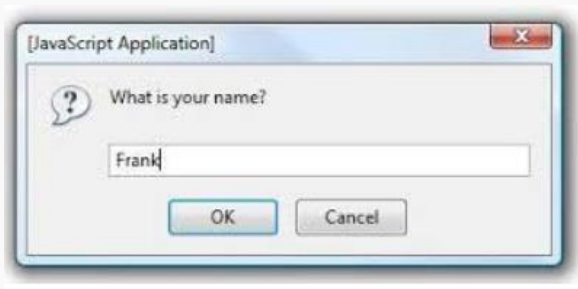 [JavaScript Application]
?
What is your name?
Frank
OK Cancel